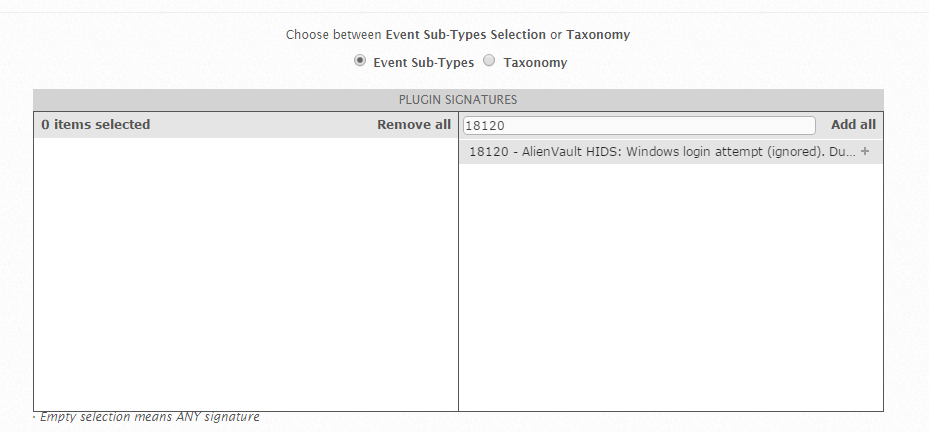 Choose between Event Sub-Types Selection or Taxonomy
Event Sub-Types Taxonomy
PLUGIN SIGNATURES
0 items selected Remove all
18120 Add all
18120 - AlienVault HIDS: Windows login attempt (ignored). Du... +
· Empty selection means ANY signature